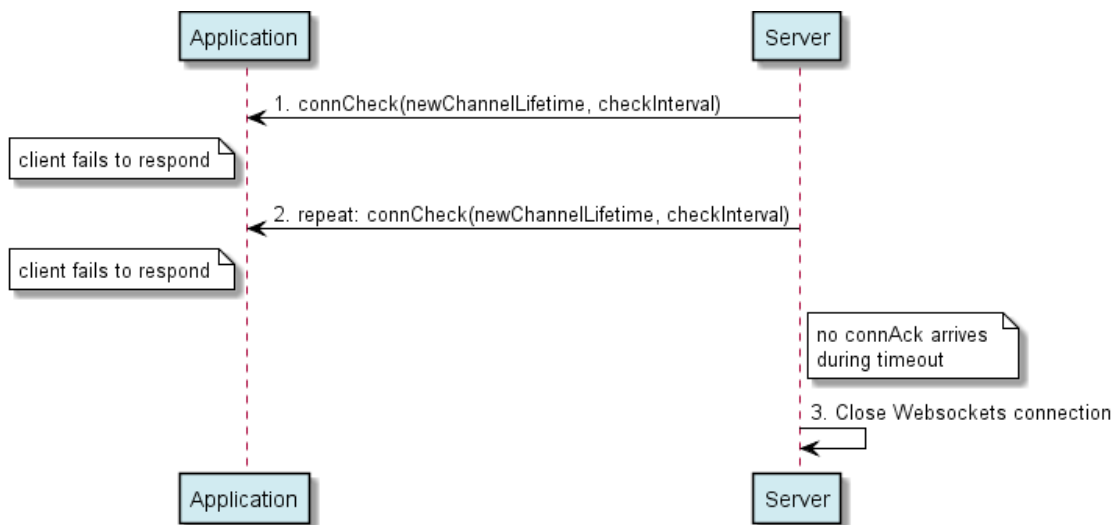 Application
Server
1. connCheck(newChannelLifetime, checkInterval)
client fails to respond
2. repeat: connCheck(newChannelLifetime, checkInterval)
client fails to respond
no connAck arrives
during timeout
3. Close Websockets connection
Application
Server